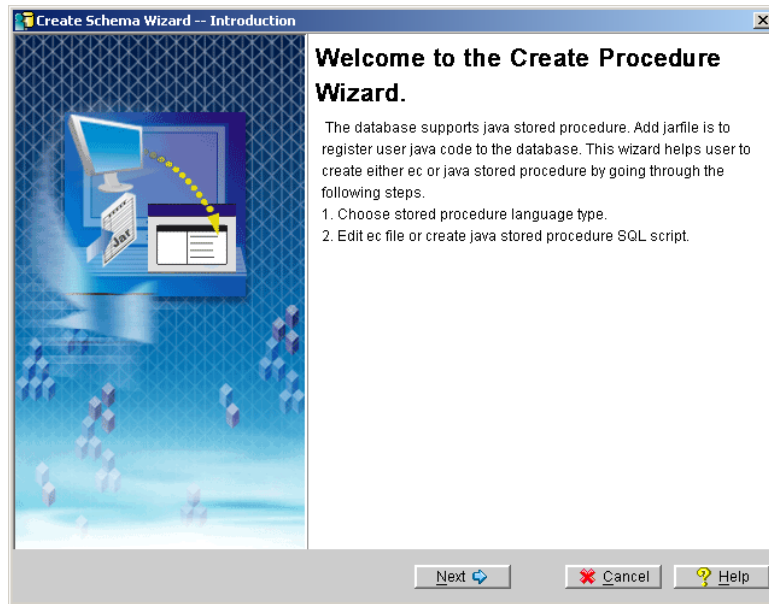 Create Schema Wizard -- Introduction
Welcome to the Create Procedure
Wizard.
The database supports java stored procedure. Add jarfile is to
register user java code to the database. This wizard helps user to
create either ec or java stored procedure by going through the
following steps.
1. Choose stored procedure language type.
2. Edit ec file or create java stored procedure SQL script.
Jar
Next
Cancel
Help